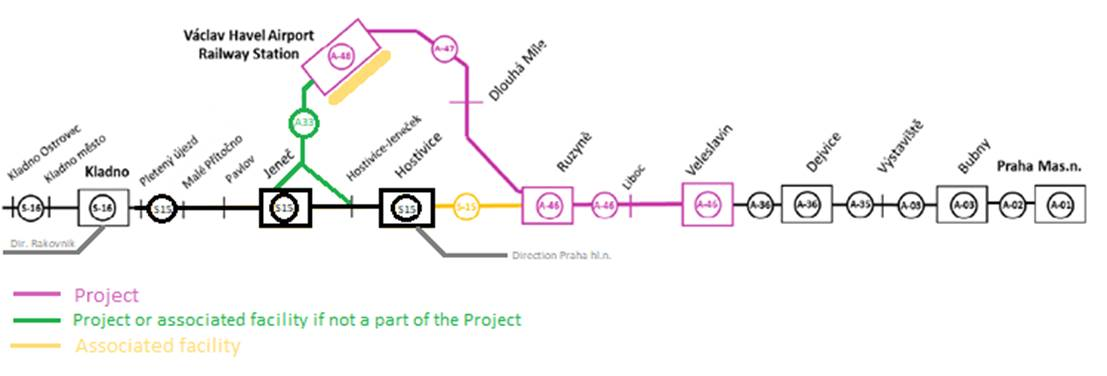 Václav Havel Airport
Railway Station
A-48
A-47
Dlouhá Míle
A33
Kladno Ostrovec
Kladno město
Kladno
Pletený újezd
Malé Přítočno
Pavlov
Jeneč
Hostivice-Jeneček
Hostivice
Ruzyně
Liboc
Veleslavín
Dejvice
Výstaviště
Bubny
Praha Mas.n.
S-16
S-16
S15
S15
S15
S-15
A-46
A-46
A-36
A-36
A-35
A-03
A-02
A-01
Dir. Rakovník
Direction Praha hl.n.
Project
Project or associated facility if not a part of the Project
Associated facility